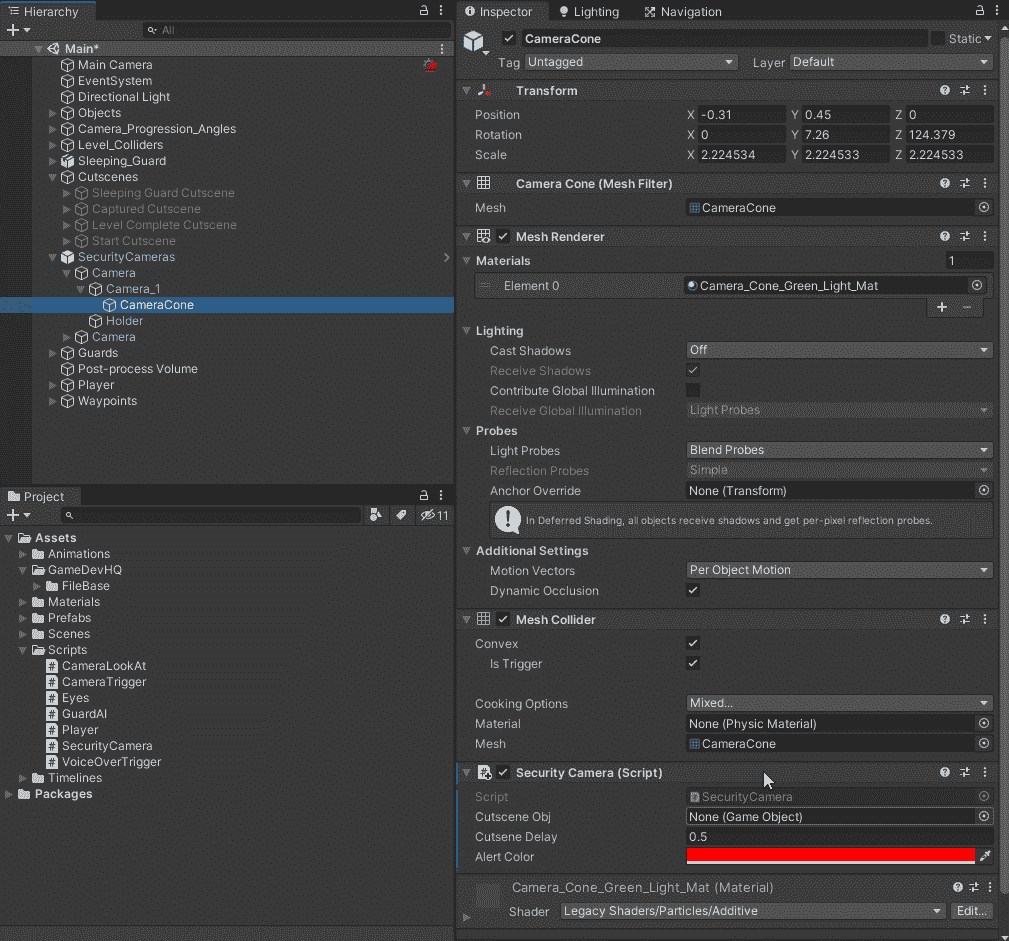 Hierarchy
All
Main*
Main Camera
EventSystem
Directional Light
Objects
Camera_Progression_Angles
Level_Colliders
Sleeping_Guard
Cutscenes
Sleeping Guard Cutscene
Captured Cutscene
Level Complete Cutscene
Start Cutscene
SecurityCameras
Camera
Camera_1
CameraCone
Holder
Camera
Guards
Post-process Volume
Player
Waypoints
Project
11
Assets
Animations
GameDevHQ
FileBase
Materials
Prefabs
Scenes
Scripts
CameraLookAt
CameraTrigger
Eyes
GuardAI
Player
SecurityCamera
VoiceOverTrigger
Timelines
Packages
Inspector Lighting Navigation
CameraCone Static
Tag Untagged Layer Default
Transform
Position X -0.31 Y 0.45 Z 0
Rotation X 0 Y 7.26 Z 124.379
Scale X 2.224534 Y 2.224533 Z 2.224533
Camera Cone (Mesh Filter)
Mesh CameraCone
Mesh Renderer
Materials 1
Element 0 Camera_Cone_Green_Light_Mat
Lighting
Cast Shadows Off
Receive Shadows
Contribute Global Illumination
Receive Global Illumination Light Probes
Probes
Light Probes Blend Probes
Reflection Probes Simple
Anchor Override None (Transform)
In Deferred Shading, all objects receive shadows and get per-pixel reflection probes.
Additional Settings
Motion Vectors Per Object Motion
Dynamic Occlusion
Mesh Collider
Convex
Is Trigger
Cooking Options Mixed...
Material None (Physic Material)
Mesh CameraCone
Security Camera (Script)
Script SecurityCamera
Cutscene Obj None (Game Object)
Cutsene Delay 0.5
Alert Color
Camera_Cone_Green_Light_Mat (Material)
Shader Legacy Shaders/Particles/Additive Edit...